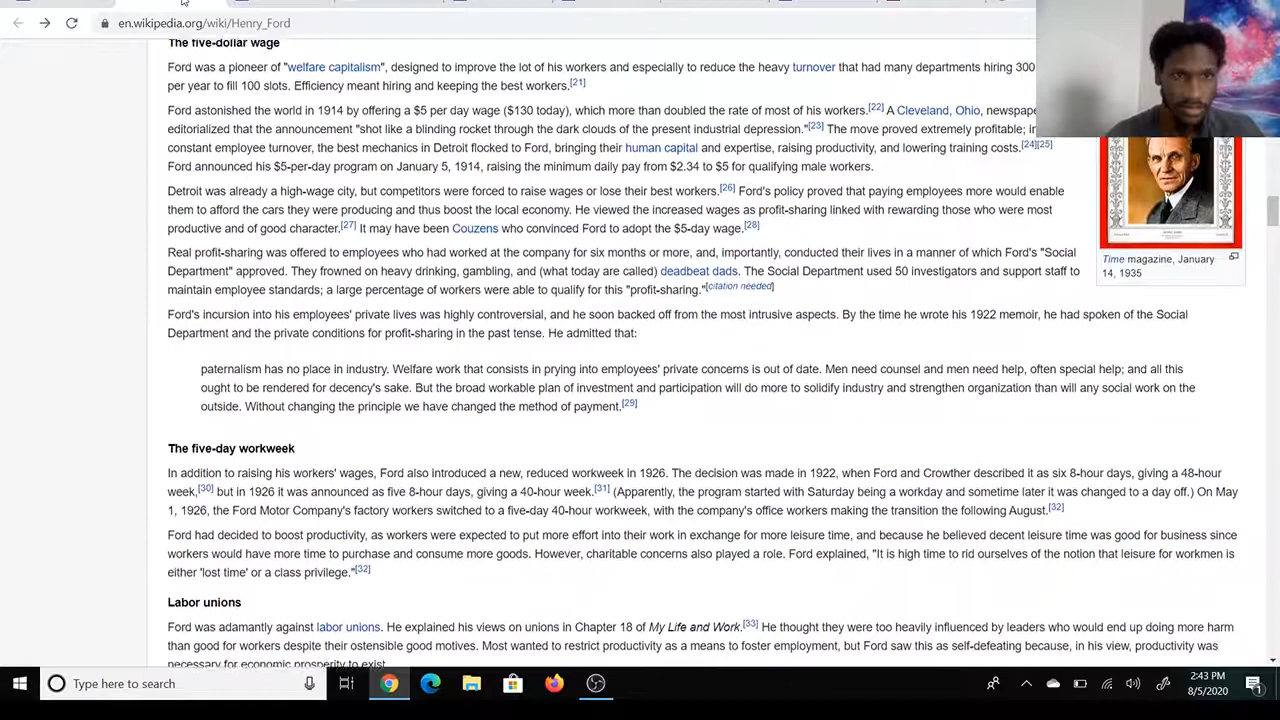 en.wikipedia.org/wiki/Henry_Ford
The five-dollar wage
Ford was a pioneer of "welfare capitalism", designed to improve the lot of his workers and especially to reduce the heavy turnover that had many departments hiring 300
per year to fill 100 slots. Efficiency meant hiring and keeping the best workers.[21]
Ford astonished the world in 1914 by offering a $5 per day wage ($130 today), which more than doubled the rate of most of his workers.[22] A Cleveland, Ohio, newspape
editorialized that the announcement "shot like a blinding rocket through the dark clouds of the present industrial depression."[23] The move proved extremely profitable; in
constant employee turnover, the best mechanics in Detroit flocked to Ford, bringing their human capital and expertise, raising productivity, and lowering training costs.[24][25]
Ford announced his $5-per-day program on January 5, 1914, raising the minimum daily pay from $2.34 to $5 for qualifying male workers.
Detroit was already a high-wage city, but competitors were forced to raise wages or lose their best workers.[26] Ford's policy proved that paying employees more would enable
them to afford the cars they were producing and thus boost the local economy. He viewed the increased wages as profit-sharing linked with rewarding those who were most
productive and of good character.[27] It may have been Couzens who convinced Ford to adopt the $5-day wage.[28]
Real profit-sharing was offered to employees who had worked at the company for six months or more, and, importantly, conducted their lives in a manner of which Ford's "Social
Department" approved. They frowned on heavy drinking, gambling, and (what today are called) deadbeat dads. The Social Department used 50 investigators and support staff to
maintain employee standards; a large percentage of workers were able to qualify for this "profit-sharing."[citation needed]
Time magazine, January
14, 1935
Ford's incursion into his employees' private lives was highly controversial, and he soon backed off from the most intrusive aspects. By the time he wrote his 1922 memoir, he had spoken of the Social
Department and the private conditions for profit-sharing in the past tense. He admitted that:
paternalism has no place in industry. Welfare work that consists in prying into employees' private concerns is out of date. Men need counsel and men need help, often special help; and all this
ought to be rendered for decency's sake. But the broad workable plan of investment and participation will do more to solidify industry and strengthen organization than will any social work on the
outside. Without changing the principle we have changed the method of payment.[29]
The five-day workweek
In addition to raising his workers' wages, Ford also introduced a new, reduced workweek in 1926. The decision was made in 1922, when Ford and Crowther described it as six 8-hour days, giving a 48-hour
week,[30] but in 1926 it was announced as five 8-hour days, giving a 40-hour week.[31] (Apparently, the program started with Saturday being a workday and sometime later it was changed to a day off.) On May
1, 1926, the Ford Motor Company's factory workers switched to a five-day 40-hour workweek, with the company's office workers making the transition the following August.[32]
Ford had decided to boost productivity, as workers were expected to put more effort into their work in exchange for more leisure time, and because he believed decent leisure time was good for business since
workers would have more time to purchase and consume more goods. However, charitable concerns also played a role. Ford explained, "It is high time to rid ourselves of the notion that leisure for workmen is
either 'lost time' or a class privilege."[32]
Labor unions
Ford was adamantly against labor unions. He explained his views on unions in Chapter 18 of My Life and Work.[33] He thought they were too heavily influenced by leaders who would end up doing more harm
than good for workers despite their ostensible good motives. Most wanted to restrict productivity as a means to foster employment, but Ford saw this as self-defeating because, in his view, productivity was
necessary for economic prosperity to exist.
Type here to search
2:43 PM
8/5/2020
1